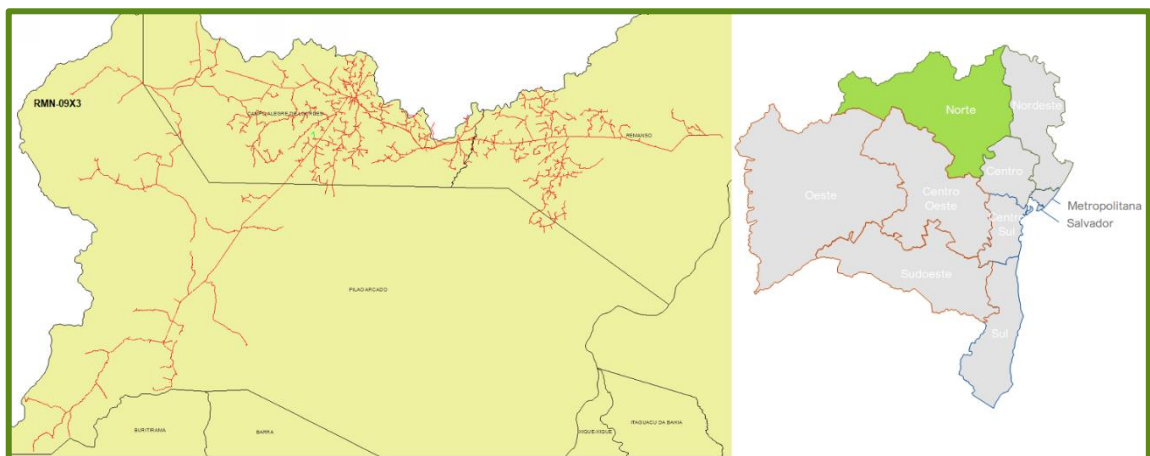 RMN-09X3
CAMPO ALEGRE DE LOURDES
REMANSO
PILAO ARCADO
BURITIRAMA
BARRA
XIQUE-XIQUE
ITAGUACU DA BAHIA
Norte
Nordeste
Centro
Oeste
Centro
Oeste
Metropolitana
Salvador
Centro
Sul
Sudoeste
Sul